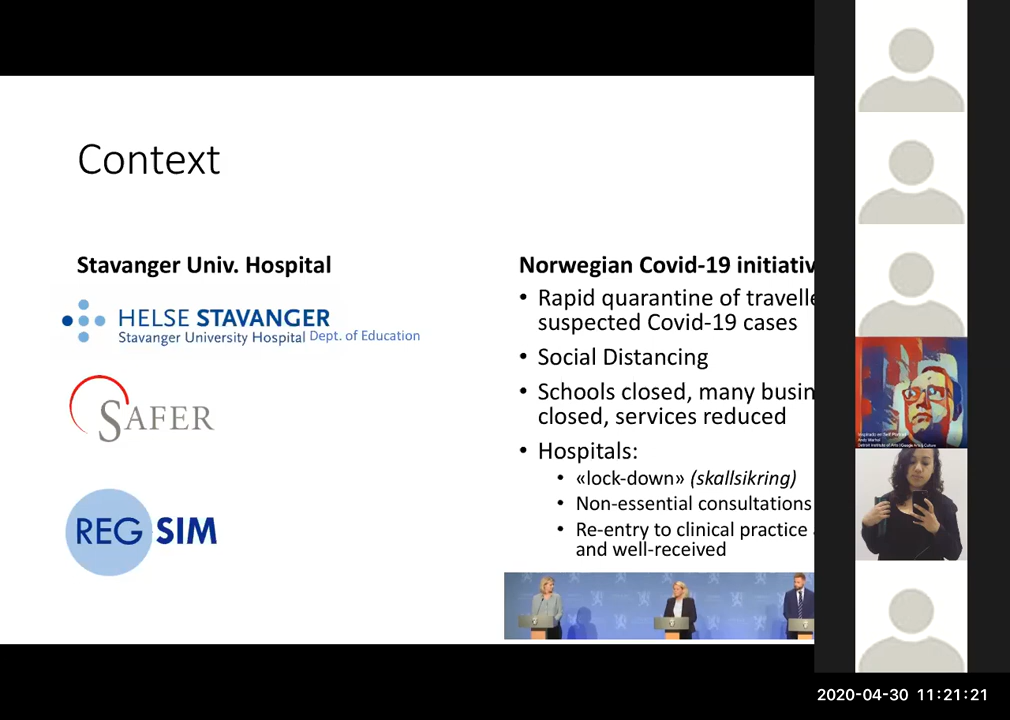 Context
Stavanger Univ. Hospital
HELSE STAVANGER
Stavanger University Hospital Dept. of Education
SAFER
REG SIM
Norwegian Covid-19 initiativ
• Rapid quarantine of travelle
suspected Covid-19 cases
• Social Distancing
• Schools closed, many busin
closed, services reduced
• Hospitals:
• «lock-down» (skallsikring)
• Non-essential consultations
• Re-entry to clinical practice
and well-received
Andy Warhol
2020-04-30 11:21:21